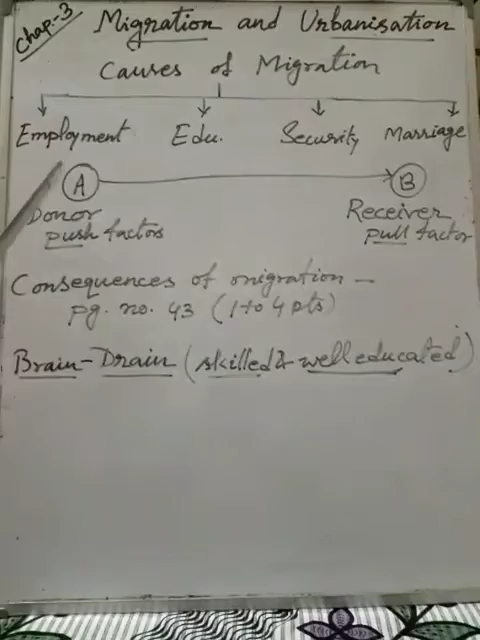 Chap-3
Migration and Urbanisation
Causes of Migration
Employment Edu. Security Marriage
A B
Donor Receiver
push factors pull factor
Consequences of migration -
pg. no. 43 (1 to 4 pts)
Brain-Drain (skilled & well educated)